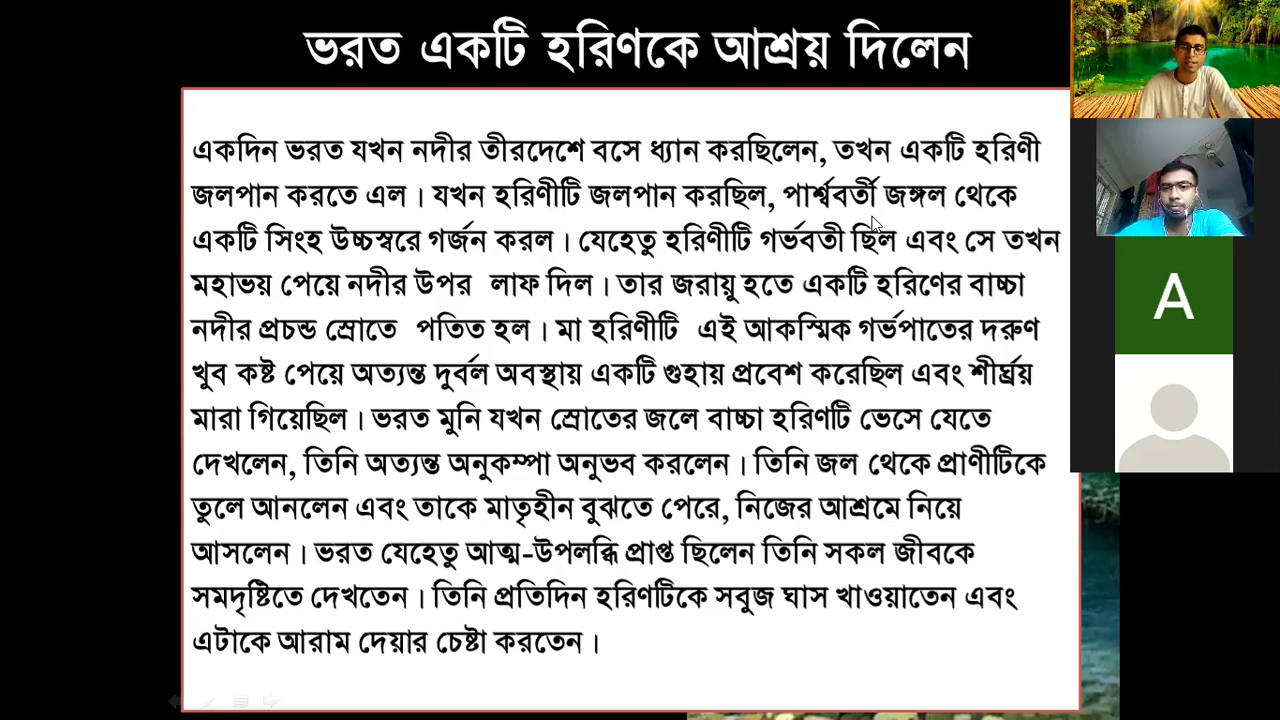 ভরত একটি হরিণকে আশ্রয় দিলেন
একদিন ভরত যখন নদীর তীরদেশে বসে ধ্যান করছিলেন, তখন একটি হরিণী
জলপান করতে এল। যখন হরিণীটি জলপান করছিল, পার্শ্ববর্তী জঙ্গল থেকে
একটি সিংহ উচ্চস্বরে গর্জন করল। যেহেতু হরিণীটি গর্ভবতী ছিল এবং সে তখন
মহাভয় পেয়ে নদীর উপর লাফ দিল। তার জরায়ু হতে একটি হরিণের বাচ্চা
নদীর প্রচন্ড স্রোতে পতিত হল। মা হরিণীটি এই আকস্মিক গর্ভপাতের দরুণ
খুব কষ্ট পেয়ে অত্যন্ত দুর্বল অবস্থায় একটি গুহায় প্রবেশ করেছিল এবং শীর্ঘ্রয়
মারা গিয়েছিল। ভরত মুনি যখন স্রোতের জলে বাচ্চা হরিণটি ভেসে যেতে
দেখলেন, তিনি অত্যন্ত অনুকম্পা অনুভব করলেন। তিনি জল থেকে প্রাণীটিকে
তুলে আনলেন এবং তাকে মাতৃহীন বুঝতে পেরে, নিজের আশ্রমে নিয়ে
আসলেন। ভরত যেহেতু আত্ম-উপলব্ধি প্রাপ্ত ছিলেন তিনি সকল জীবকে
সমদৃষ্টিতে দেখতেন। তিনি প্রতিদিন হরিণটিকে সবুজ ঘাস খাওয়াতেন এবং
এটাকে আরাম দেয়ার চেষ্টা করতেন।
A